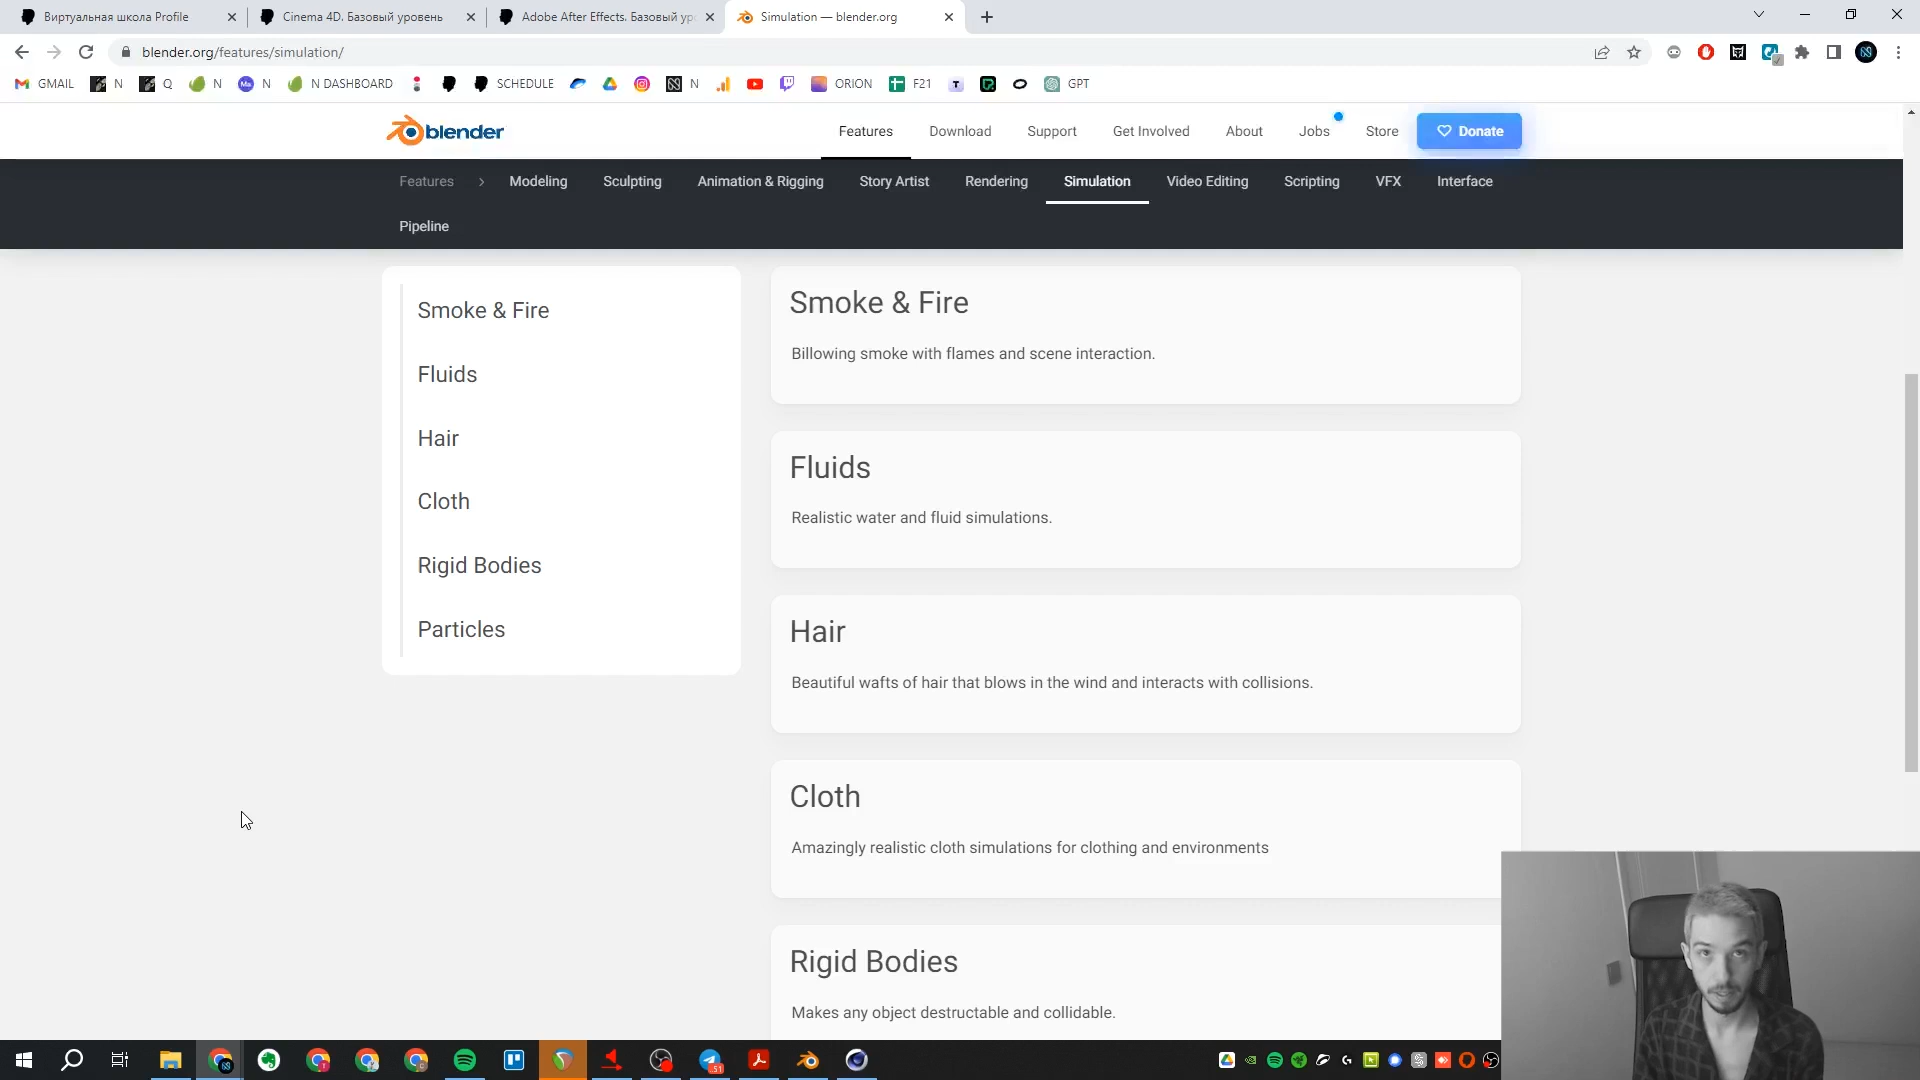 Виртуальная школа Profile
Cinema 4D. Базовый уровень
Adobe After Effects. Базовый ур
Simulation — blender.org
blender.org/features/simulation/
GMAIL
N
Q
N
Ma
N
N DASHBOARD
SCHEDULE
N
ORION
F21
GPT
blender
Features
Download
Support
Get Involved
About
Jobs
Store
Donate
Features
Modeling
Sculpting
Animation & Rigging
Story Artist
Rendering
Simulation
Video Editing
Scripting
VFX
Interface
Pipeline
Smoke & Fire
Fluids
Hair
Cloth
Rigid Bodies
Particles
Smoke & Fire
Billowing smoke with flames and scene interaction.
Fluids
Realistic water and fluid simulations.
Hair
Beautiful wafts of hair that blows in the wind and interacts with collisions.
Cloth
Amazingly realistic cloth simulations for clothing and environments
Rigid Bodies
Makes any object destructable and collidable.